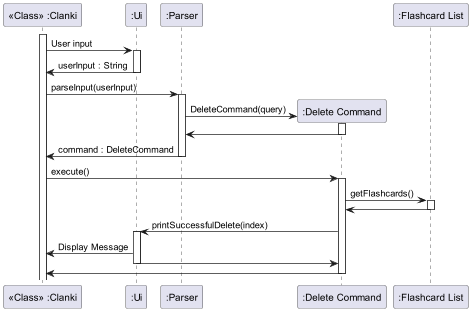 «Class» :Clanki
:Ui
:Parser
:Flashcard List
User input
userInput : String
parseInput(userInput)
DeleteCommand(query)
:Delete Command
command : DeleteCommand
execute()
getFlashcards()
printSuccessfulDelete(index)
Display Message
«Class» :Clanki
:Ui
:Parser
:Delete Command
:Flashcard List